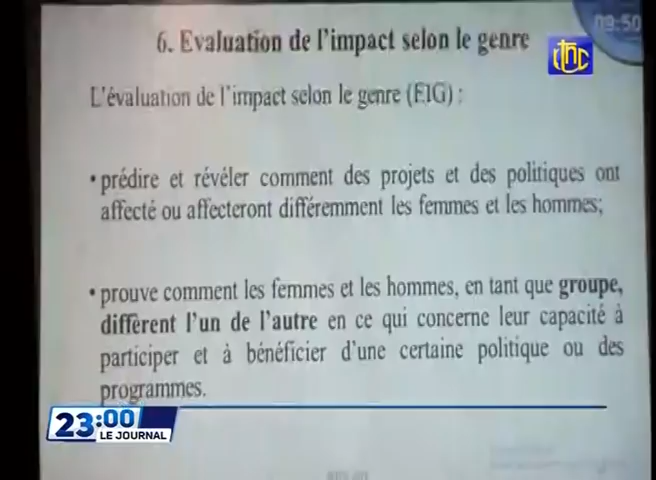 09:50
rtnc
6. Evaluation de l'impact selon le genre
L'évaluation de l'impact selon le genre (EIG) :
•prédire et révéler comment des projets et des politiques ont
affecté ou affecteront différemment les femmes et les hommes;
•prouve comment les femmes et les hommes, en tant que groupe,
diffèrent l'un de l'autre en ce qui concerne leur capacité à
participer et à bénéficier d'une certaine politique ou des
programmes.
23:00
LE JOURNAL